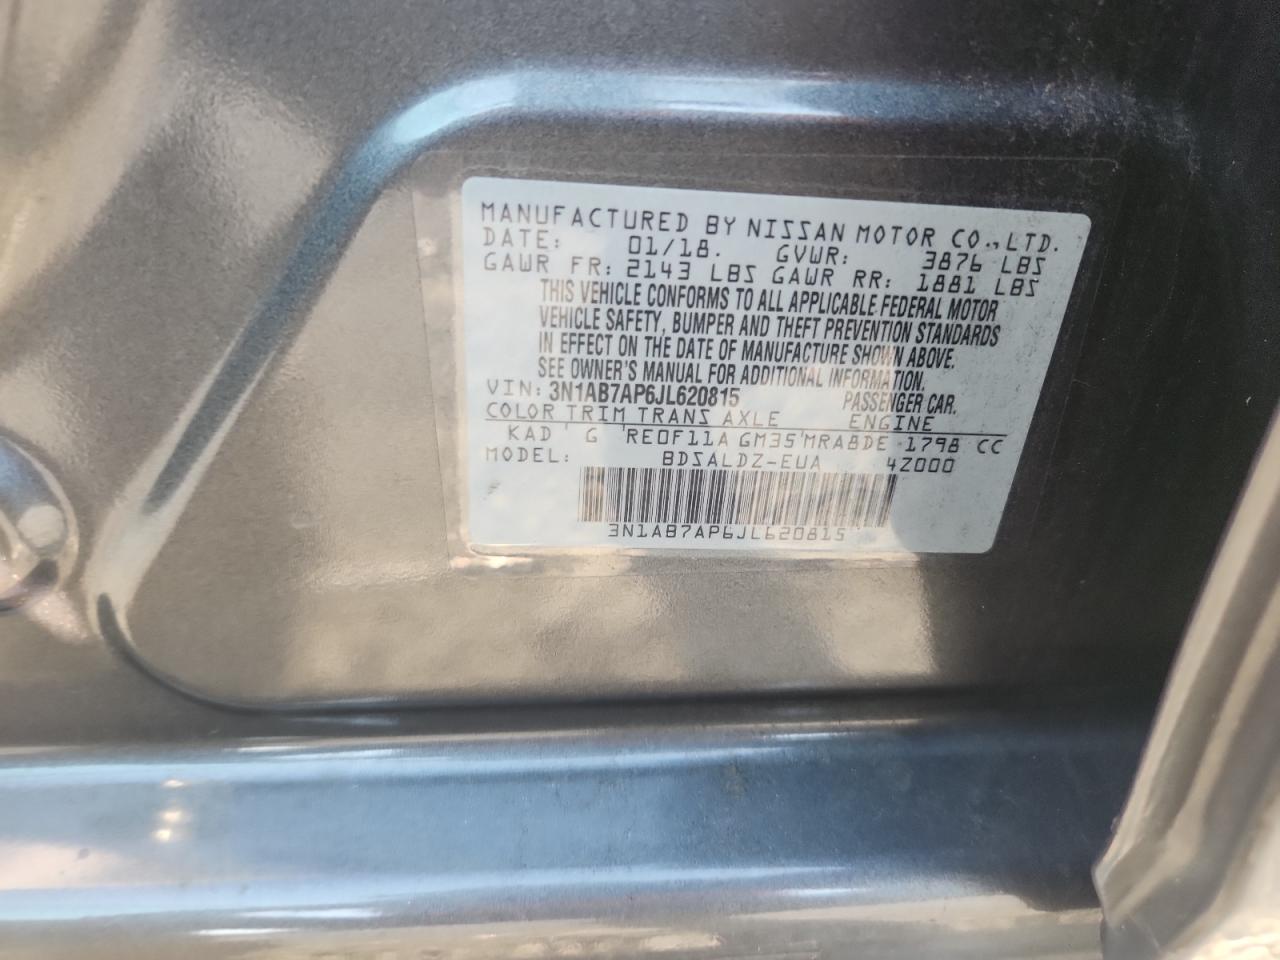 MANUFACTURED BY NISSAN MOTOR CO., LTD.
DATE: 01/18. GVWR: 3876 LBS
GAWR FR: 2143 LBS GAWR RR: 1881 LBS
THIS VEHICLE CONFORMS TO ALL APPLICABLE FEDERAL MOTOR
VEHICLE SAFETY, BUMPER AND THEFT PREVENTION STANDARDS
IN EFFECT ON THE DATE OF MANUFACTURE SHOWN ABOVE.
SEE OWNER'S MANUAL FOR ADDITIONAL INFORMATION.
VIN: 3N1AB7AP6JL620815 PASSENGER CAR.
COLOR TRIM TRANS AXLE ENGINE
KAD G RE0F11A GM35 MRA8DE 1798 CC
MODEL: BDSALDZ-EUA 4Z000
3N1AB7AP6JL620815